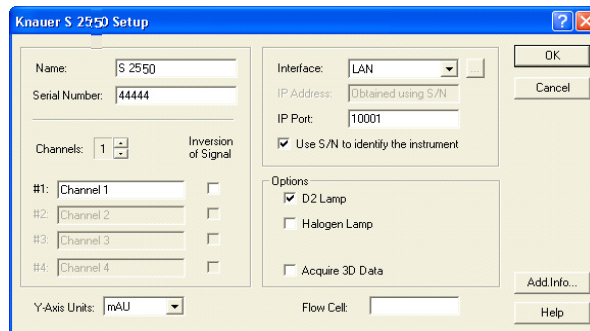 Knauer S 2550 Setup
Name: S 2550
Serial Number: 44444
Channels: 1 Inversion of Signal
#1: Channel 1
#2: Channel 2
#3: Channel 3
#4: Channel 4
Y-Axis Units: mAU
Interface: LAN ...
IP Address: Obtained using S/N
IP Port: 10001
Use S/N to identify the instrument
Options
D2 Lamp
Halogen Lamp
Acquire 3D Data
Flow Cell:
OK
Cancel
Add.Info...
Help